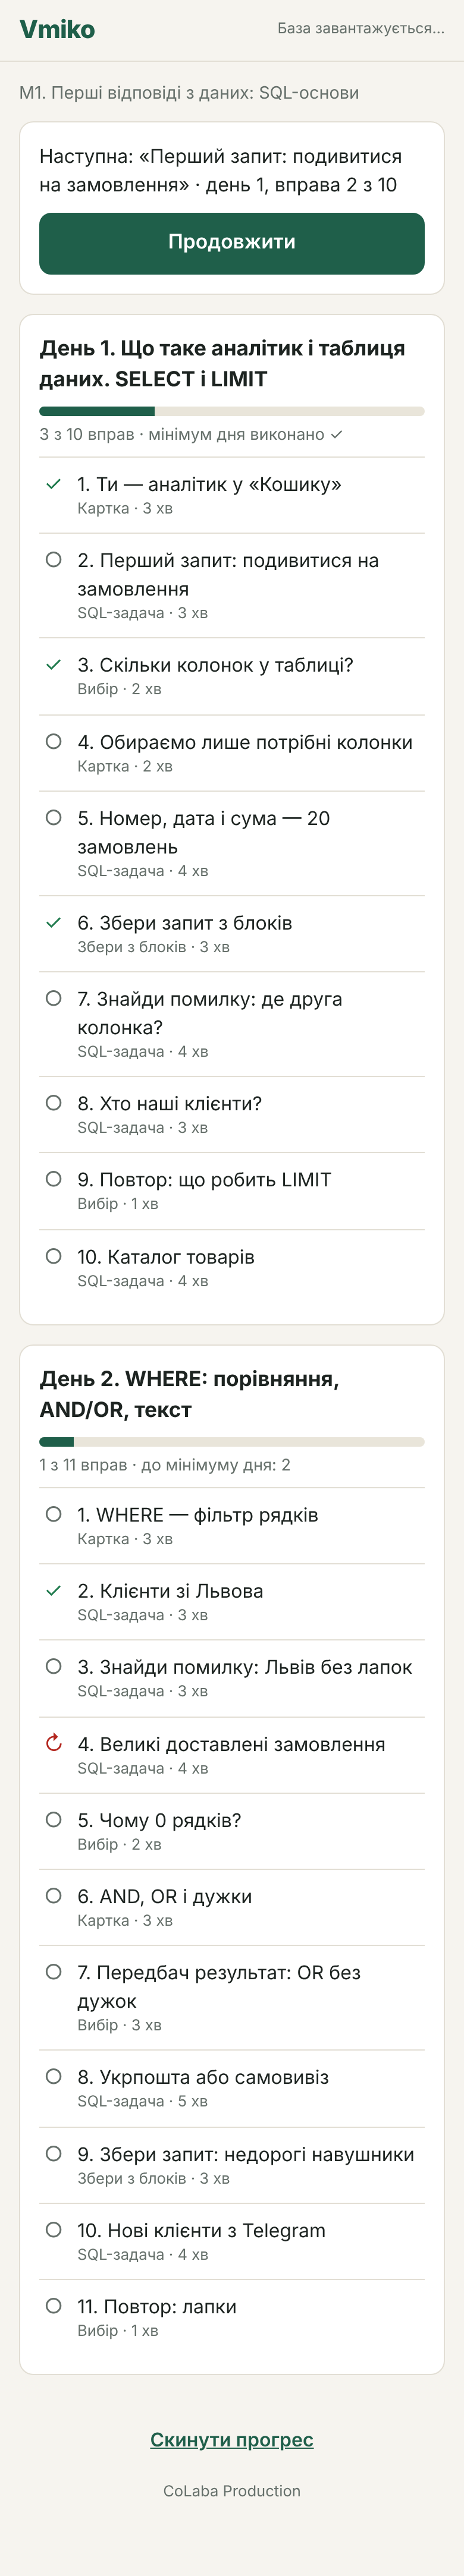 Vmiko
База завантажується...
M1. Перші відповіді з даних: SQL-основи
Наступна: «Перший запит: подивитися
на замовлення» · день 1, вправа 2 з 10
Продовжити
День 1. Що таке аналітик і таблиця
даних. SELECT і LIMIT
3 з 10 вправ · мінімум дня виконано ✓
1. Ти — аналітик у «Кошику»
Картка · 3 хв
2. Перший запит: подивитися на
замовлення
SQL-задача · 3 хв
3. Скільки колонок у таблиці?
Вибір · 2 хв
4. Обираємо лише потрібні колонки
Картка · 2 хв
5. Номер, дата і сума — 20
замовлень
SQL-задача · 4 хв
6. Збери запит з блоків
Збери з блоків · 3 хв
7. Знайди помилку: де друга
колонка?
SQL-задача · 4 хв
8. Хто наші клієнти?
SQL-задача · 3 хв
9. Повтор: що робить LIMIT
Вибір · 1 хв
10. Каталог товарів
SQL-задача · 4 хв
День 2. WHERE: порівняння,
AND/OR, текст
1 з 11 вправ · до мінімуму дня: 2
1. WHERE — фільтр рядків
Картка · 3 хв
2. Клієнти зі Львова
SQL-задача · 3 хв
3. Знайди помилку: Львів без лапок
SQL-задача · 3 хв
4. Великі доставлені замовлення
SQL-задача · 4 хв
5. Чому 0 рядків?
Вибір · 2 хв
6. AND, OR і дужки
Картка · 3 хв
7. Передбач результат: OR без
дужок
Вибір · 3 хв
8. Укрпошта або самовивіз
SQL-задача · 5 хв
9. Збери запит: недорогі навушники
Збери з блоків · 3 хв
10. Нові клієнти з Telegram
SQL-задача · 4 хв
11. Повтор: лапки
Вибір · 1 хв
Скинути прогрес
CoLaba Production